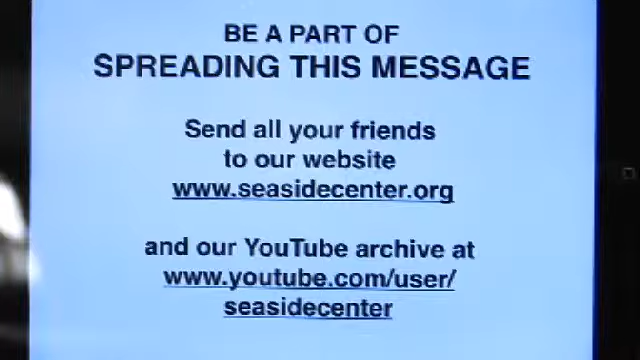 BE A PART OF
SPREADING THIS MESSAGE
Send all your friends
to our website
www.seasidecenter.org
and our YouTube archive at
www.youtube.com/user/
seasidecenter